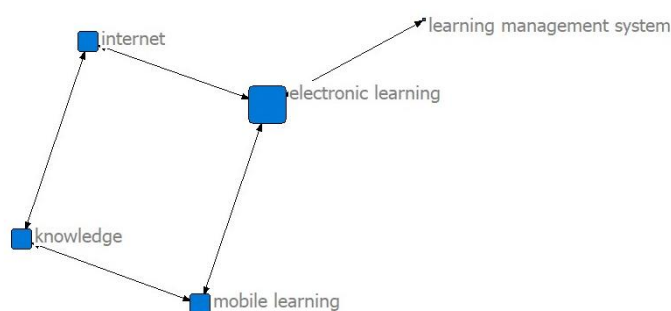 learning management system
internet
electronic learning
knowledge
mobile learning